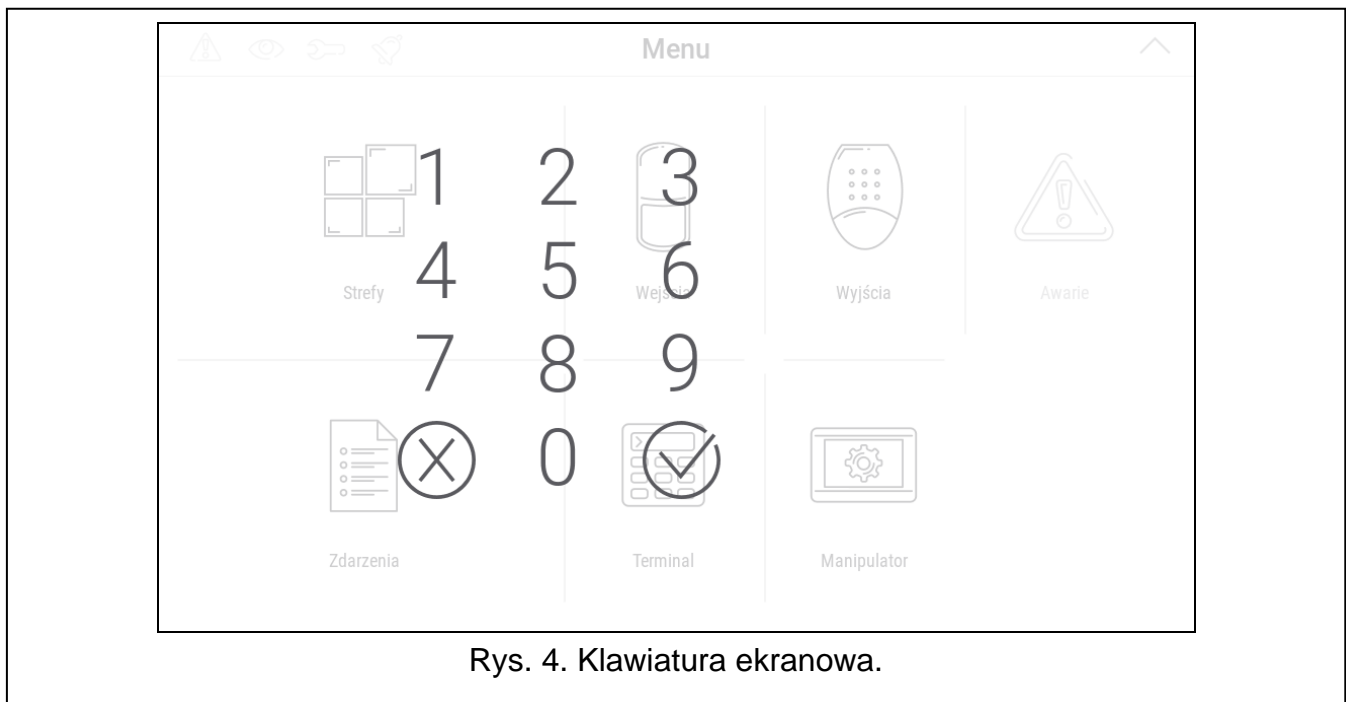 Menu
1 2 3
4 5 6
Strefy Wejścia Wyjścia Awarie
7 8 9
0
Zdarzenia Terminal Manipulator
Rys. 4. Klawiatura ekranowa.